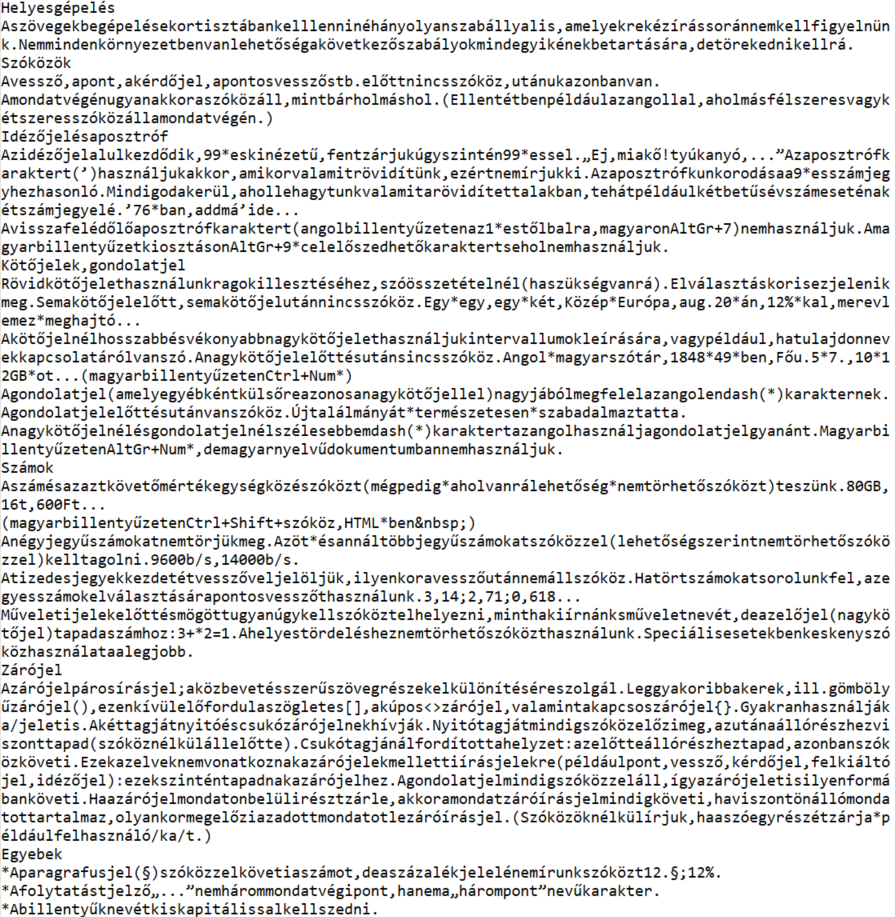 Helyesgépelés
Aszövegekbegépelésekortisztábankelllenninéhányolyanszabállyalis,amelyekrekézírássoránnemkellfigyelnün
k.Nemmindenkörnyezetbenvanlehetőségakövetkezőszabályokmindegyikénekbetartására,detörekednikellrá.
Szóközök
Avessző,apont,akérdőjel,apontosvesszőstb.előttnincsszóköz,utánukazonbanvan.
Amondatvégénugyanakkoraszóközáll,mintbárholmáshol.(Ellentétbenpéldáulazangollal,aholmásfélszeresvagyk
étszeresszóközállamondatvégén.)
Idézőjelésaposztróf
Azidézőjelalulkezdődik,99*eskinézetű,fentzárjukúgyszintén99*essel.„Ej,miakő!tyúkanyó,...”Azaposztrófk
araktert(’)használjukakkor,amikorvalamitrövidítünk,ezértnemírjukki.Azaposztrófkunkorodásaa9*esszámjeg
yhezhasonló.Mindigodakerül,ahollehagytunkvalamitarövidítettalakban,tehátpéldáulkétbetűsévszámeseténak
étszámjegyelé.’76*ban,addmá’ide...
Avisszafelédőlőaposztrófkaraktert(angolbillentyűzetenaz1*estőlbalra,magyaronAltGr+7)nemhasználjuk.Ama
gyarbillentyűzetkiosztásonAltGr+9*celelőszedhetőkaraktertseholnemhasználjuk.
Kötőjelek,gondolatjel
Rövidkötőjelethasználunkragokillesztéséhez,szóösszetételnél(haszükségvanrá).Elválasztáskorisezjelenik
meg.Semakötőjelelőtt,semakötőjelutánnincsszóköz.Egy*egy,egy*két,Közép*Európa,aug.20*án,12%*kal,merevl
emez*meghajtó...
Akötőjelnélhosszabbésvékonyabbnagykötőjelethasználjukintervallumokleírására,vagypéldául,hatulajdonnev
ekkapcsolatárólvanszó.Anagykötőjelelőttésutánsincsszóköz.Angol*magyarszótár,1848*49*ben,Főu.5*7.,10*1
2GB*ot...(magyarbillentyűzetenCtrl+Num*)
Agondolatjel(amelyegyébkéntkülsőreazonosanagykötőjellel)nagyjábólmegfelelazangolendash(*)karakternek.
Agondolatjelelőttésutánvanszóköz.Újtalálmányát*természetesen*szabadalmaztatta.
Anagykötőjelnélésgondolatjelnélszélesebbemdash(*)karaktertazangolhasználjagondolatjelgyanánt.Magyarbi
llentyűzetenAltGr+Num*,demagyarnyelvűdokumentumbannemhasználjuk.
Számok
Aszámésazaztkövetőmértékegységközészóközt(mégpedig*aholvanrálehetőség*nemtörhetőszóközt)teszünk.80GB,
16t,600Ft...
(magyarbillentyűzetenCtrl+Shift+szóköz,HTML*ben&nbsp;)
Anégyjegyűszámokatnemtörjükmeg.Azöt*ésannáltöbbjegyűszámokatszóközzel(lehetőségszerintnemtörhetőszókö
zzel)kelltagolni.9600b/s,14000b/s.
Atizedesjegyekkezdetétvesszőveljelöljük,ilyenkoravesszőutánnemállszóköz.Hatörtszámokatsorolunkfel,aze
gyesszámokelválasztásárapontosvesszőthasználunk.3,14;2,71;0,618...
Műveletijelekelőttésmögöttugyanúgykellszóköztelhelyezni,minthakiírnánksműveletnevét,deazelőjel(nagykö
tőjel)tapadaszámhoz:3+*2=1.Ahelyestördelésheznemtörhetőszóközthasználunk.Speciálisesetekbenkeskenyszó
közhasználataalegjobb.
Zárójel
Azárójelpárosírásjel;aközbevetésszerűszövegrészekelkülönítéséreszolgál.Leggyakoribbakerek,ill.gömböly
űzárójel(),ezenkívülelőfordulaszögletes[],akúpos<>zárójel,valamintakapcsoszárójel{}.Gyakranhasználják
a/jeletis.Akéttagjátnyitóéscsukózárójelnekhívják.Nyitótagjátmindigszóközelőzimeg,azutánaállórészhezvi
szonttapad(szóköznélkülállelőtte).Csukótagjánálfordítottahelyzet:azelőtteállórészheztapad,azonbanszók
özköveti.Ezekazelveknemvonatkoznakazárójelekmellettiírásjelekre(példáulpont,vessző,kérdőjel,felkiáltó
jel,idézőjel):ezekszinténtapadnakazárójelhez.Agondolatjelmindigszóközzeláll,ígyazárójeletisilyenformá
banköveti.Haazárójelmondatonbelülirésztzárle,akkoramondatzáróírásjelmindigköveti,haviszontönállómonda
tottartalmaz,olyankormegelőziazadottmondatotlezáróírásjel.(Szóközöknélkülírjuk,haaszóegyrészétzárja*p
éldáulfelhasználó/ka/t.)
Egyebek
*Aparagrafusjel(§)szóközzelkövetiaszámot,deaszázalékjelelénemírunkszóközt12.§;12%.
*Afolytatástjelző„...”nemhárommondatvégipont,hanema„hárompont”nevűkarakter.
*Abillentyűknevétkiskapitálissalkellszedni.